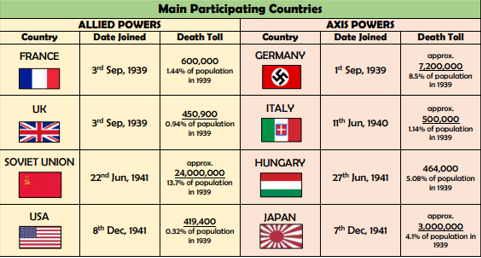 Main Participating Countries
ALLIED POWERS
AXIS POWERS
Country Date Joined Death Toll
Country Date Joined Death Toll
FRANCE
3rd Sep, 1939
600,000
1.44% of population
in 1939
GERMANY
1st Sep, 1939
approx.
7,200,000
8.5% of population
in 1939
UK
3rd Sep, 1939
450,900
0.94% of population
in 1939
ITALY
11th Jun, 1940
approx.
500,000
1.14% of population
in 1939
SOVIET UNION
22nd Jun, 1941
approx.
24,000,000
13.7% of population
in 1939
HUNGARY
27th Jun, 1941
464,000
5.08% of population
in 1939
USA
8th Dec, 1941
419,400
0.32% of population
in 1939
JAPAN
7th Dec, 1941
approx.
3,000,000
4.1% of population
in 1939